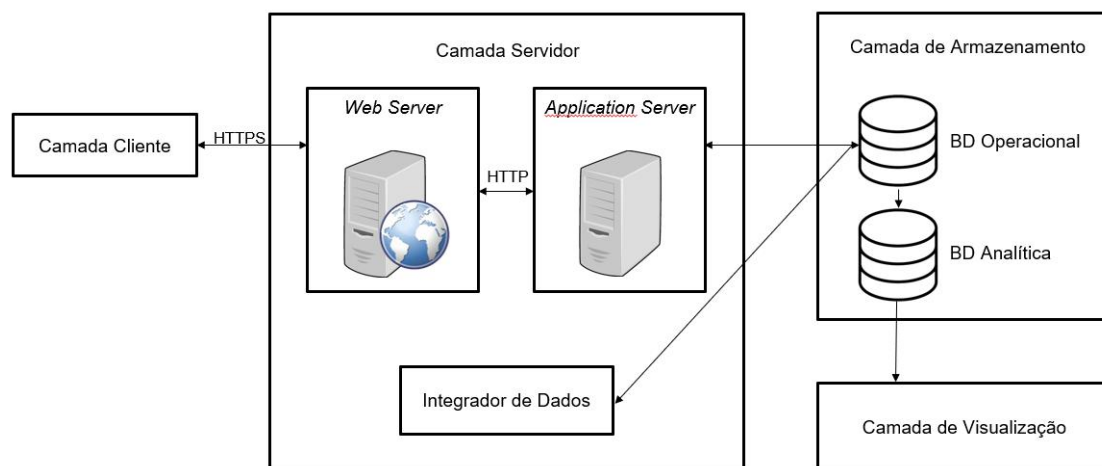 Camada Servidor
Camada de Armazenamento
Web Server
Application Server
Camada Cliente
HTTPS
HTTP
BD Operacional
BD Analítica
Integrador de Dados
Camada de Visualização